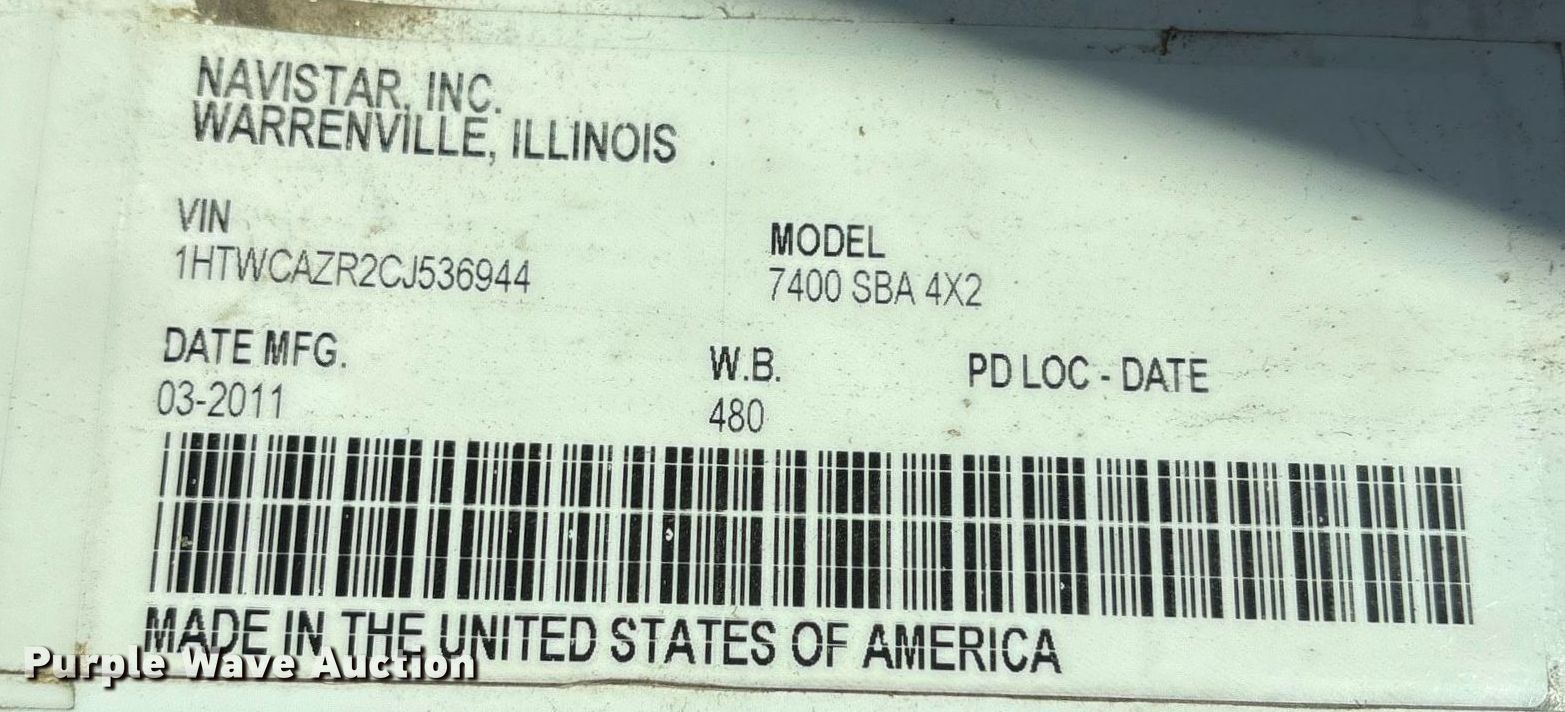 NAVISTAR, INC.
WARRENVILLE, ILLINOIS
VIN
1HTWCAZR2CJ536944
MODEL
7400 SBA 4X2
DATE MFG.
03-2011
W.B.
480
PD LOC - DATE
MADE IN THE UNITED STATES OF AMERICA
Purple Wave Auction